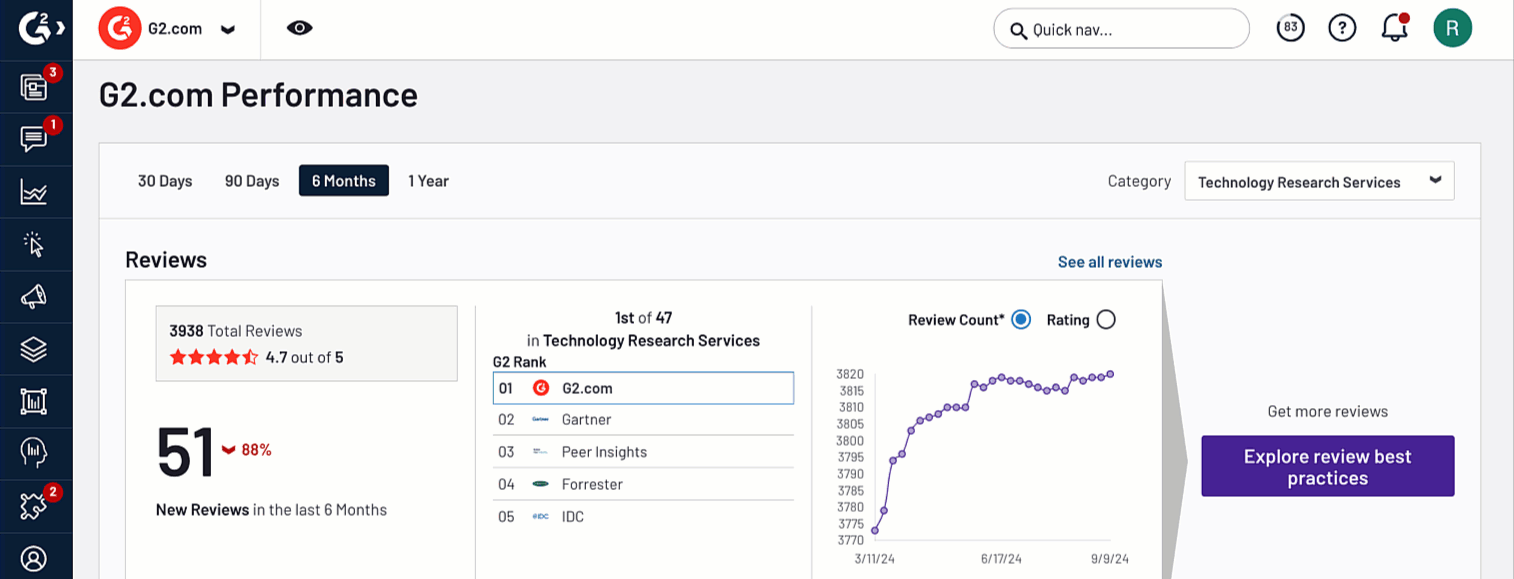 G2.com
Quick nav...
83
?
R
3
1
2
G2.com Performance
30 Days 90 Days 6 Months 1 Year
Category Technology Research Services
Reviews
See all reviews
3938 Total Reviews
4.7 out of 5
51 88%
New Reviews in the last 6 Months
1st of 47
in Technology Research Services
G2 Rank
01 G2.com
02 Gartner
03 Peer Insights
04 Forrester
05 IDC
Review Count* Rating
3820
3815
3810
3805
3800
3795
3790
3785
3780
3775
3770
3/11/24 6/17/24 9/9/24
Get more reviews
Explore review best
practices